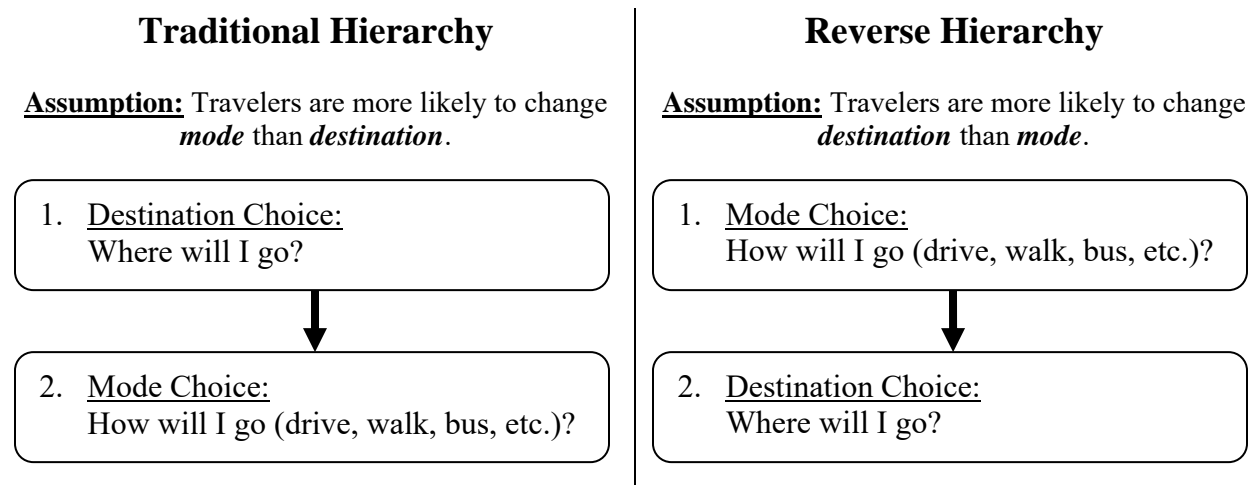 Traditional Hierarchy
Assumption: Travelers are more likely to change
mode than destination.
1. Destination Choice:
Where will I go?
2. Mode Choice:
How will I go (drive, walk, bus, etc.)?
Reverse Hierarchy
Assumption: Travelers are more likely to change
destination than mode.
1. Mode Choice:
How will I go (drive, walk, bus, etc.)?
2. Destination Choice:
Where will I go?